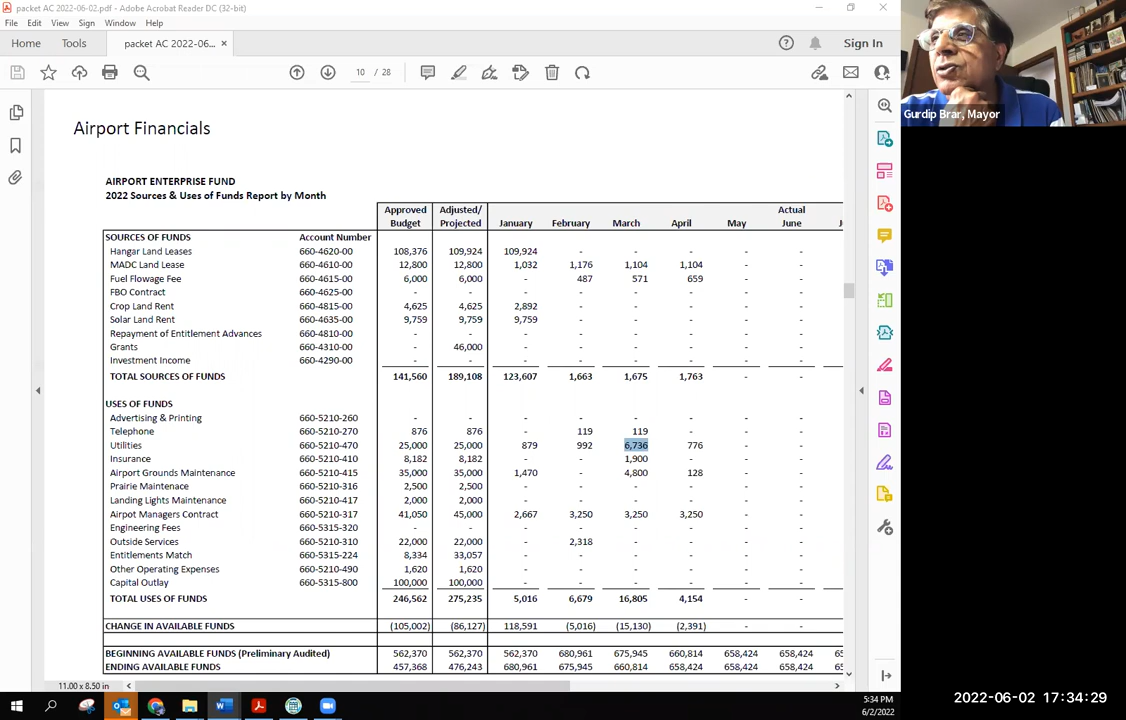 packet AC 2022-06-02.pdf - Adobe Acrobat Reader DC (32-bit)
File Edit View Sign Window Help
Home Tools packet AC 2022-06... × Sign In
10 / 28
Gurdip Brar, Mayor
Airport Financials
AIRPORT ENTERPRISE FUND
2022 Sources & Uses of Funds Report by Month
Approved Adjusted/ Actual
Budget Projected January February March April May June
SOURCES OF FUNDS Account Number
Hangar Land Leases 660-4620-00 108,376 109,924 109,924 - - - - -
MADC Land Lease 660-4610-00 12,800 12,800 1,032 1,176 1,104 1,104 - -
Fuel Flowage Fee 660-4615-00 6,000 6,000 - 487 571 659 - -
FBO Contract 660-4625-00 - - - - - - - -
Crop Land Rent 660-4815-00 4,625 4,625 2,892 - - - - -
Solar Land Rent 660-4635-00 9,759 9,759 9,759 - - - - -
Repayment of Entitlement Advances 660-4810-00 - - - - - - - -
Grants 660-4310-00 - 46,000 - - - - - -
Investment Income 660-4290-00 - - - - - - - -
TOTAL SOURCES OF FUNDS 141,560 189,108 123,607 1,663 1,675 1,763 - -
USES OF FUNDS
Advertising & Printing 660-5210-260 - - - - - - - -
Telephone 660-5210-270 876 876 - 119 119 - - -
Utilities 660-5210-470 25,000 25,000 879 992 6,736 776 - -
Insurance 660-5210-410 8,182 8,182 - - 1,900 - - -
Airport Grounds Maintenance 660-5210-415 35,000 35,000 1,470 - 4,800 128 - -
Prairie Maintenace 660-5210-316 2,500 2,500 - - - - - -
Landing Lights Maintenance 660-5210-417 2,000 2,000 - - - - - -
Airpot Managers Contract 660-5210-317 41,050 45,000 2,667 3,250 3,250 3,250 - -
Engineering Fees 660-5315-320 - - - - - - - -
Outside Services 660-5210-310 22,000 22,000 - 2,318 - - - -
Entitlements Match 660-5315-224 8,334 33,057 - - - - - -
Other Operating Expenses 660-5210-490 1,620 1,620 - - - - - -
Capital Outlay 660-5315-800 100,000 100,000 - - - - - -
TOTAL USES OF FUNDS 246,562 275,235 5,016 6,679 16,805 4,154 - -
CHANGE IN AVAILABLE FUNDS (105,002) (86,127) 118,591 (5,016) (15,130) (2,391) - -
BEGINNING AVAILABLE FUNDS (Preliminary Audited) 562,370 562,370 562,370 680,961 675,945 660,814 658,424 658,424
ENDING AVAILABLE FUNDS 457,368 476,243 680,961 675,945 660,814 658,424 658,424 658,424
11.00 x 8.50 in
5:34 PM
6/2/2022
2022-06-02 17:34:29